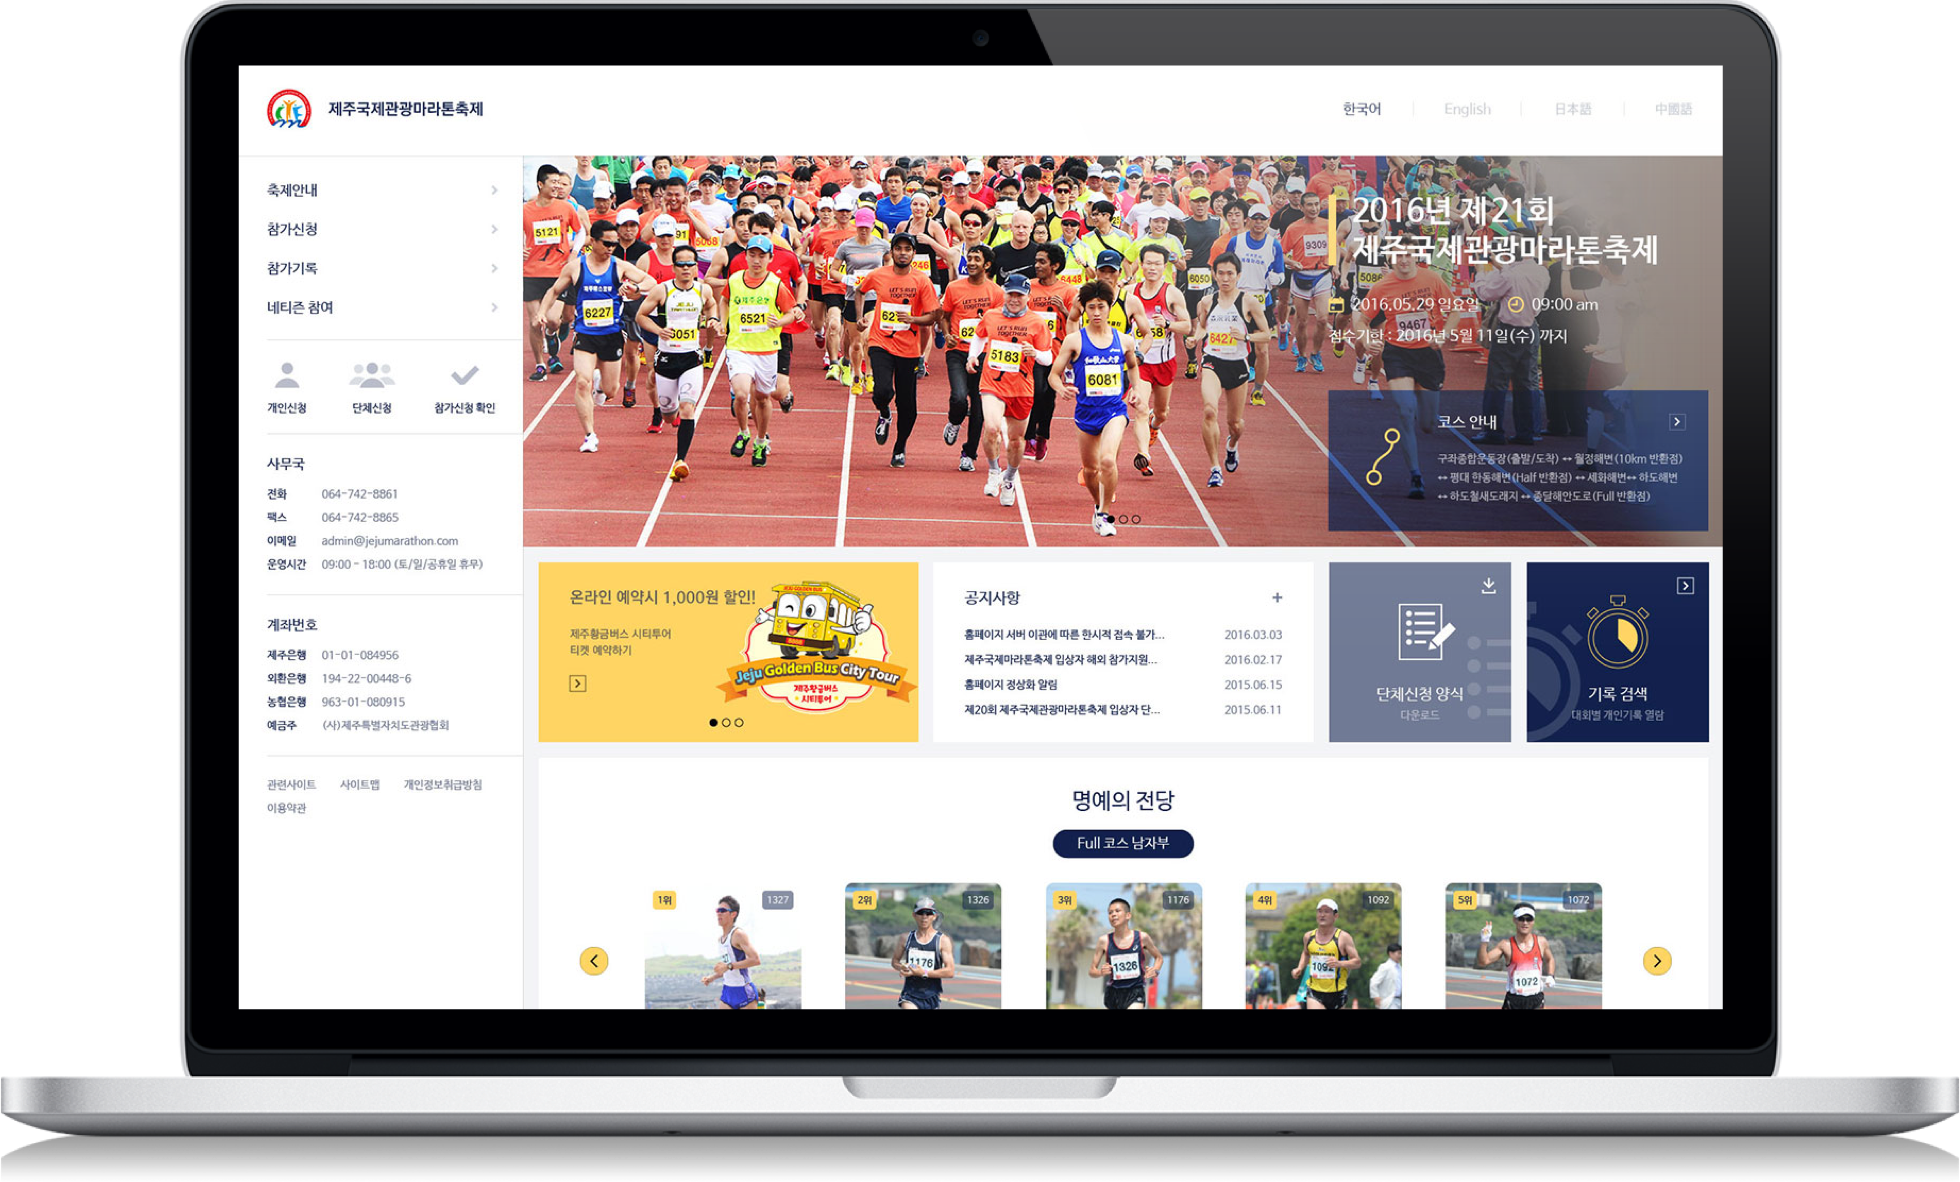 제주국제관광마라톤축제
한국어
English
日本語
中國語
축제안내
참가신청
참가기록
네티즌 참여
개인신청
단체신청
참가신청 확인
사무국
전화 064-742-8861
팩스 064-742-8865
이메일 admin@jejumarathon.com
운영시간 09:00 - 18:00 (토/일/공휴일 휴무)
계좌번호
제주은행 01-01-084956
외환은행 194-22-00448-6
농협은행 963-01-080915
예금주 (사)제주특별자치도관광협회
관련사이트 사이트맵 개인정보취급방침
이용약관
2016년 제21회
제주국제관광마라톤축제
2016.05.29 일요일 09:00 am
접수기한 : 2016년 5월 11일(수) 까지
코스 안내
구좌종합운동장(출발/도착) ↔ 월정해변(10km 반환점)
↔ 평대 한동해변(Half 반환점) ↔ 세화해변↔ 하도해변
↔ 하도철새도래지 ↔ 종달해안도로(Full 반환점)
5121
6227
6051
6521
5183
6081
9309
5086
9467
6050
6427
6448
온라인 예약시 1,000원 할인!
제주황금버스 시티투어
티켓 예약하기
JEJU GOLDEN BUS
Jeju Golden Bus City Tour
제주황금버스
시티투어
공지사항
홈페이지 서버 이관에 따른 한시적 접속 불가... 2016.03.03
제주국제마라톤축제 입상자 해외 참가지원... 2016.02.17
홈페이지 정상화 알림 2015.06.15
제20회 제주국제관광마라톤축제 입상자 단... 2015.06.11
단체신청 양식
다운로드
기록 검색
대회별 개인기록 열람
명예의 전당
Full 코스 남자부
1위 1327
2위 1326
3위 1176
4위 1092
5위 1072
1176
1326
1092
1072